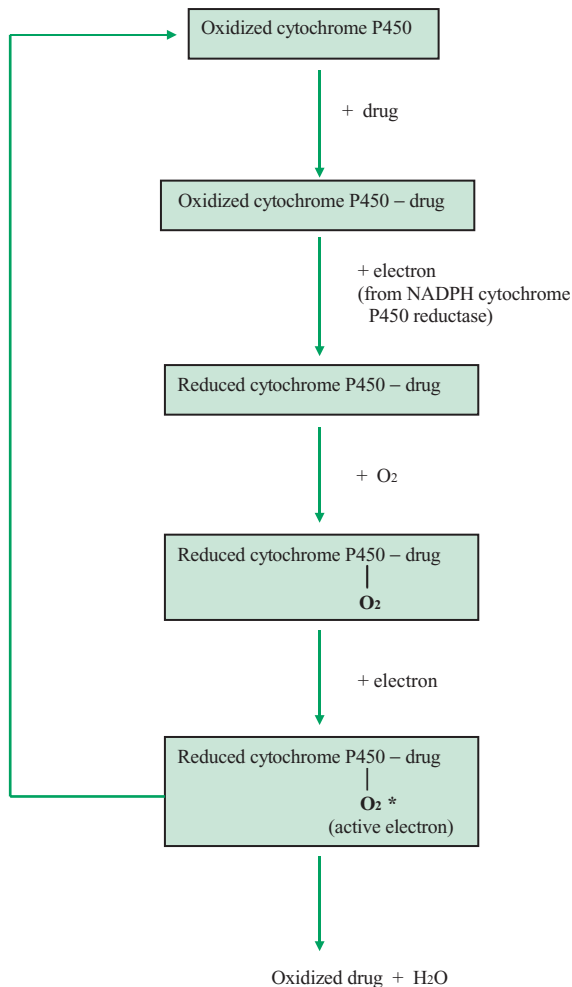 Oxidized cytochrome P450
+ drug
Oxidized cytochrome P450 – drug
+ electron
(from NADPH cytochrome
P450 reductase)
Reduced cytochrome P450 – drug
+ O₂
Reduced cytochrome P450 – drug
O₂
+ electron
Reduced cytochrome P450 – drug
O₂ *
(active electron)
Oxidized drug + H₂O